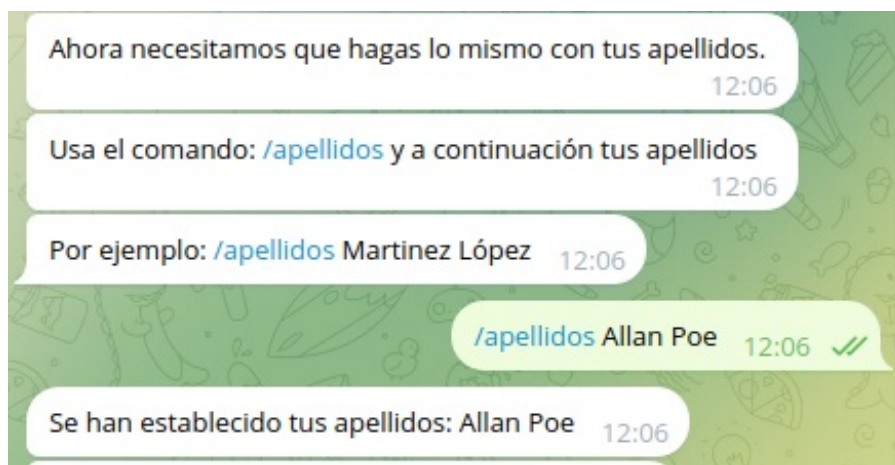 Ahora necesitamos que hagas lo mismo con tus apellidos.
12:06
Usa el comando: /apellidos y a continuación tus apellidos
12:06
Por ejemplo: /apellidos Martinez López 12:06
/apellidos Allan Poe 12:06
Se han establecido tus apellidos: Allan Poe 12:06